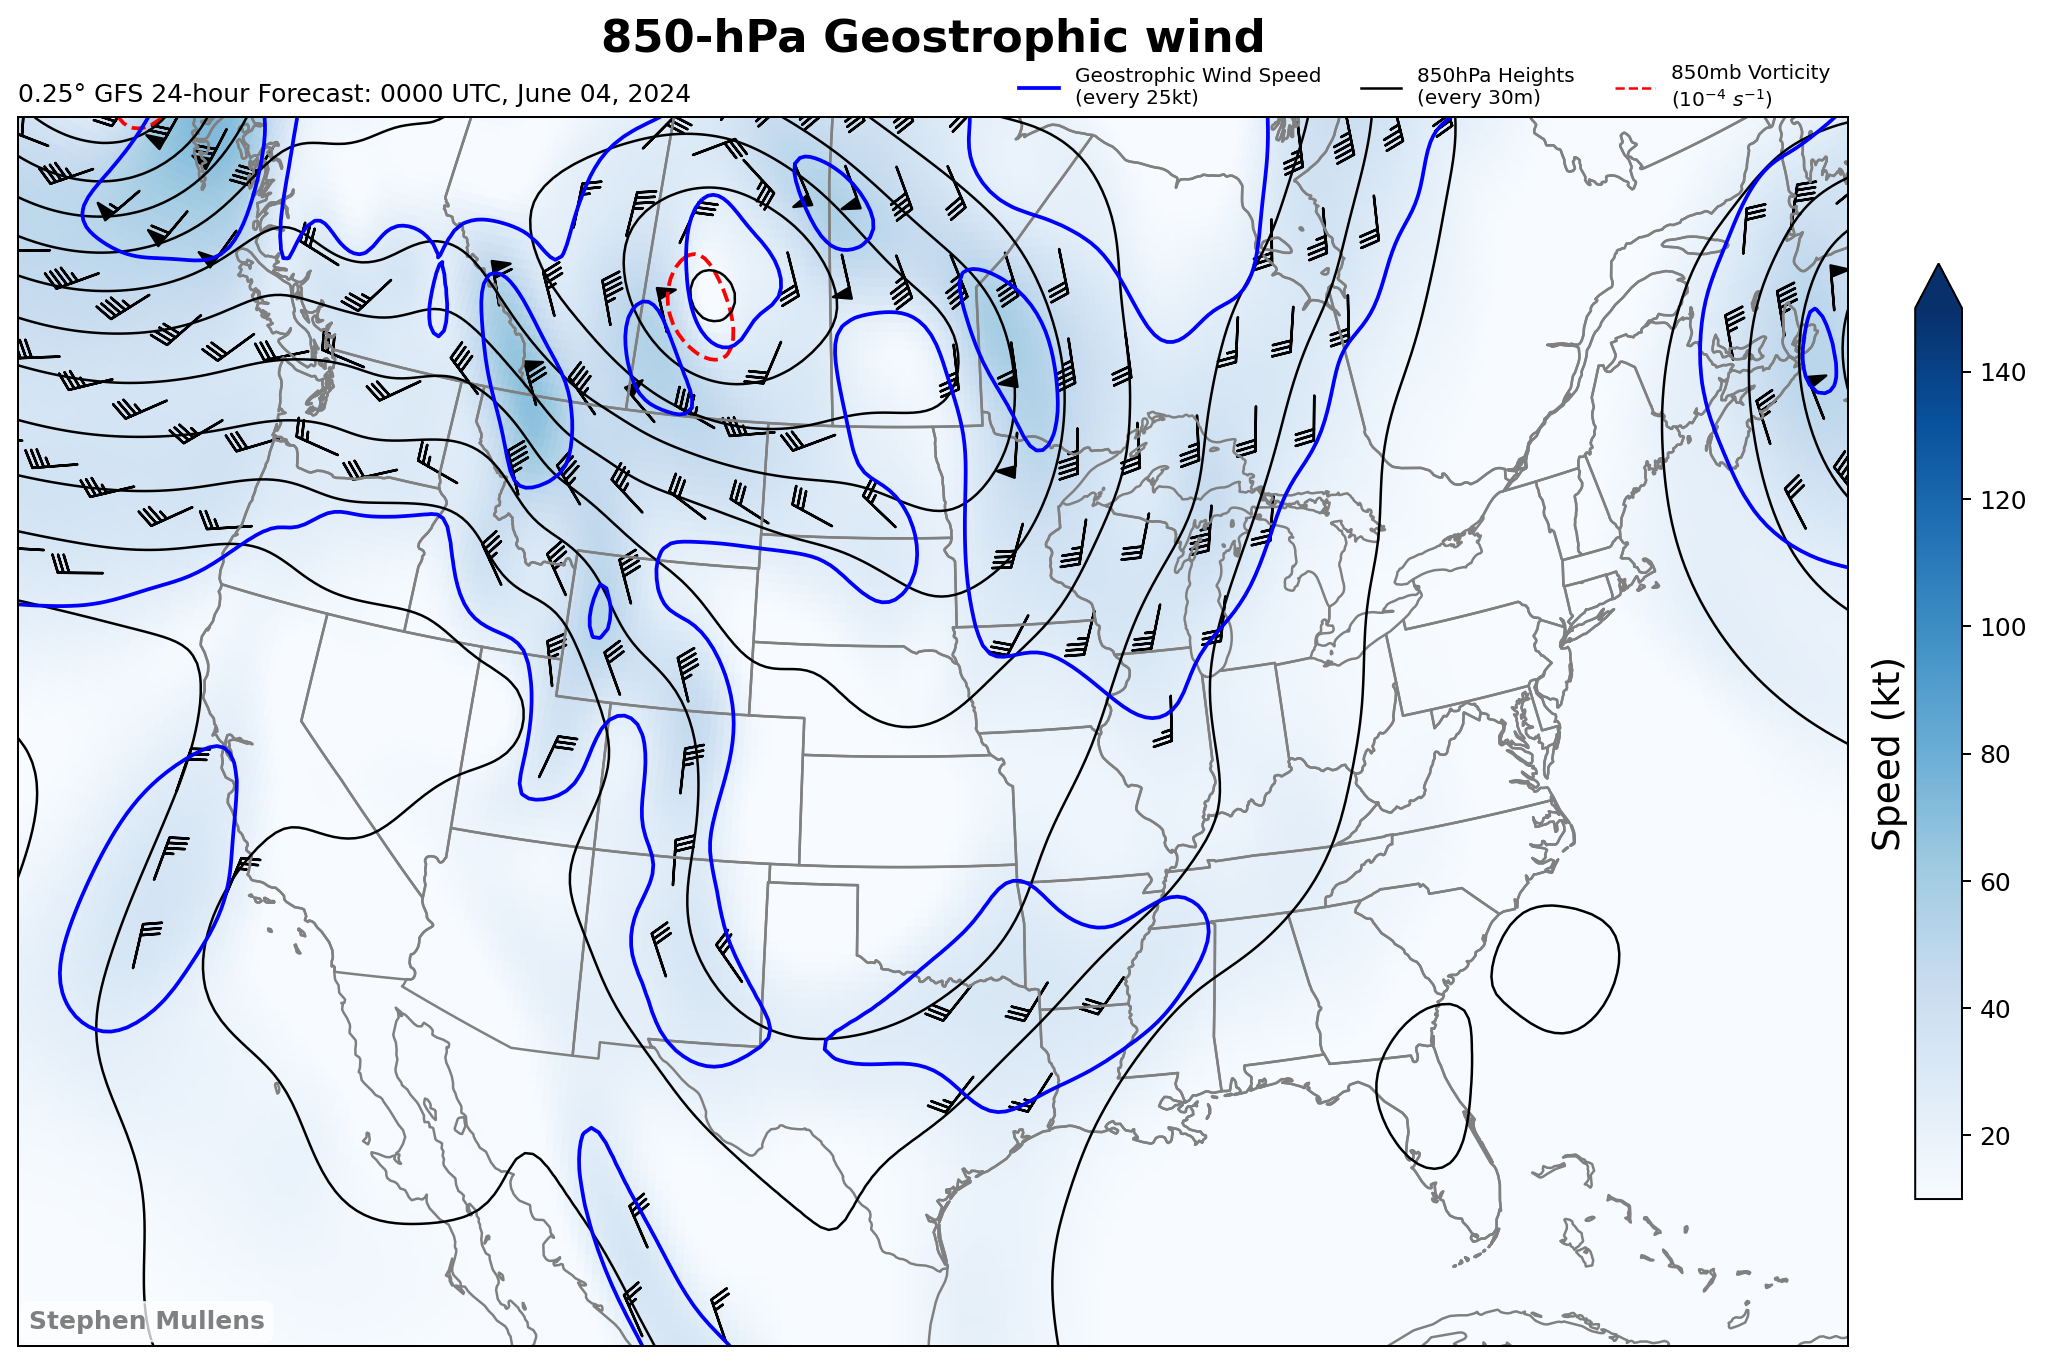 850-hPa Geostrophic wind
0.25° GFS 24-hour Forecast: 0000 UTC, June 04, 2024
Geostrophic Wind Speed
(every 25kt)
850hPa Heights
(every 30m)
850mb Vorticity
(10⁻⁴ s⁻¹)
140
120
100
80
60
40
20
Speed (kt)
Stephen Mullens